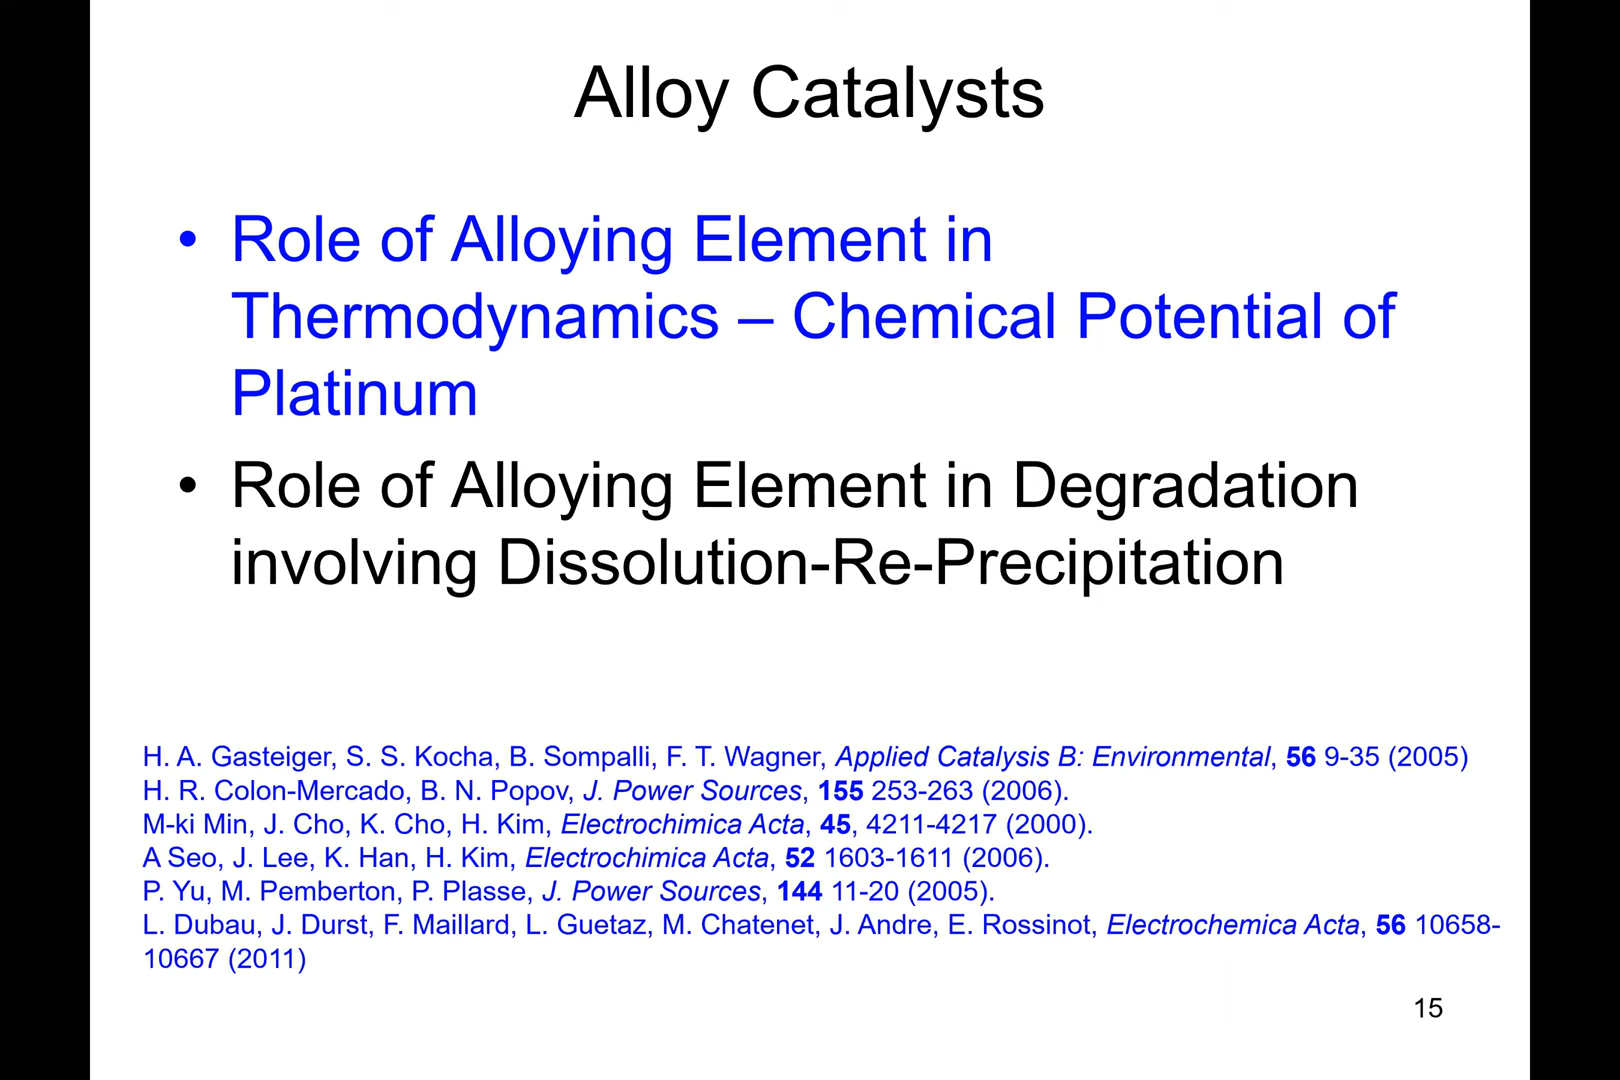 Alloy Catalysts
• Role of Alloying Element in
Thermodynamics – Chemical Potential of
Platinum
• Role of Alloying Element in Degradation
involving Dissolution-Re-Precipitation
H. A. Gasteiger, S. S. Kocha, B. Sompalli, F. T. Wagner, Applied Catalysis B: Environmental, 56 9-35 (2005)
H. R. Colon-Mercado, B. N. Popov, J. Power Sources, 155 253-263 (2006).
M-ki Min, J. Cho, K. Cho, H. Kim, Electrochimica Acta, 45, 4211-4217 (2000).
A Seo, J. Lee, K. Han, H. Kim, Electrochimica Acta, 52 1603-1611 (2006).
P. Yu, M. Pemberton, P. Plasse, J. Power Sources, 144 11-20 (2005).
L. Dubau, J. Durst, F. Maillard, L. Guetaz, M. Chatenet, J. Andre, E. Rossinot, Electrochemica Acta, 56 10658-
10667 (2011)
15